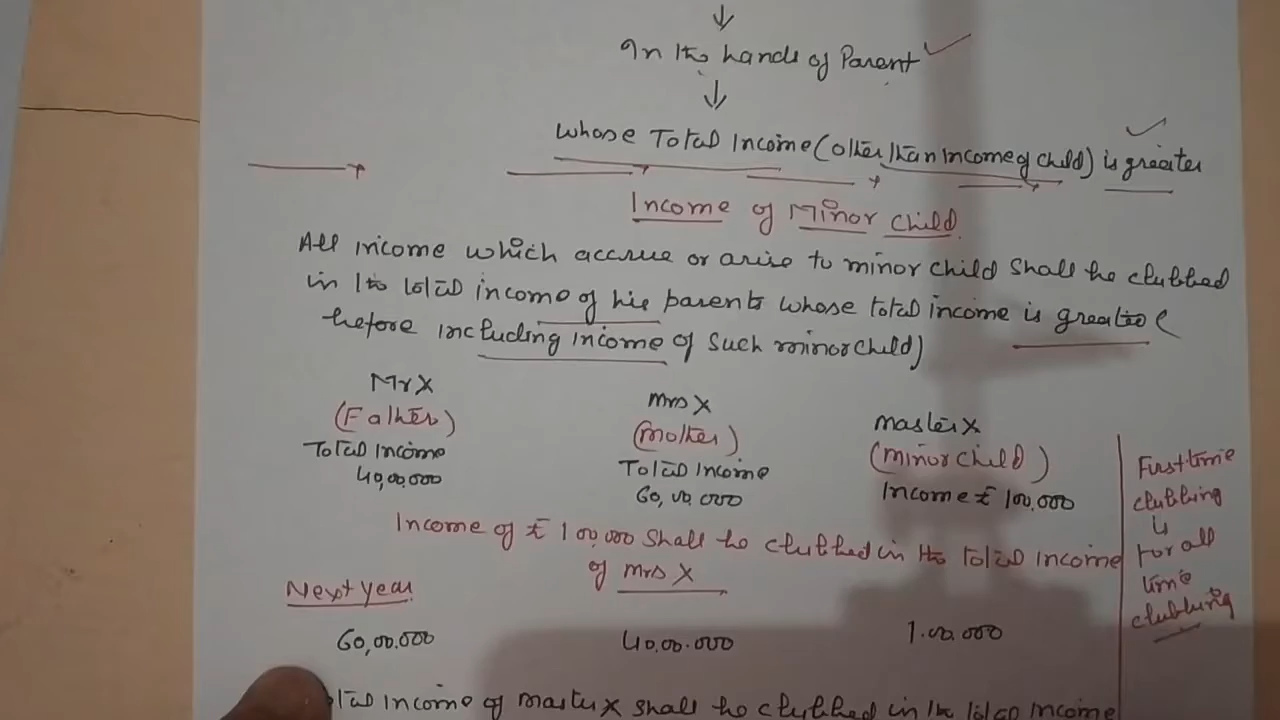 In the hands of Parent
whose Total Income (other than income of child) is greater
Income of Minor child
All income which accrue or arise to minor child shall be clubbed
in the total income of his parents whose total income is greater (
before including income of such minor child)
Mr X
Mrs X
Master X
(Father)
(Mother)
(minor child)
Total Income
Total Income
Income ₹ 100,000
40,00,000
60,00,000
Income of ₹ 100,000 shall be clubbed in the total income
of Mrs X
First time
clubbing
is
for all
time
clubbing
Next year
60,00,000
40,00,000
1,00,000
Total income of master X shall be clubbed in the total income